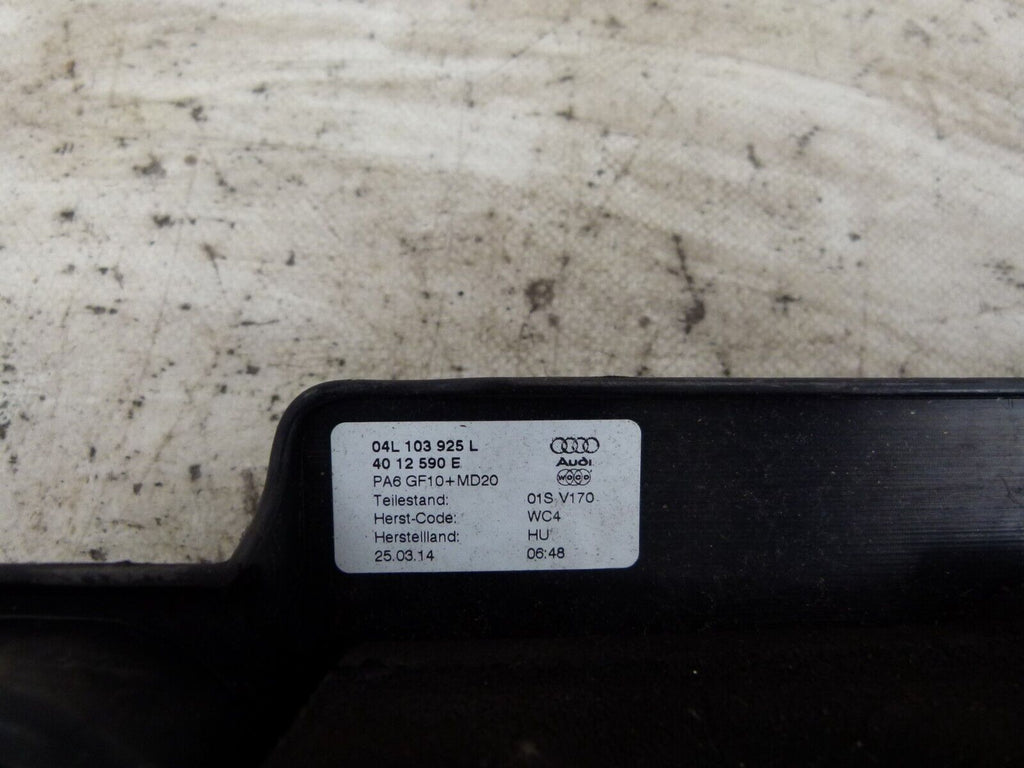 04L 103 925 L
40 12 590 E Audi
PA6 GF10+MD20 WOCO
Teilestand: 01S V170
Herst-Code: WC4
Herstellland: HU
25.03.14 06:48